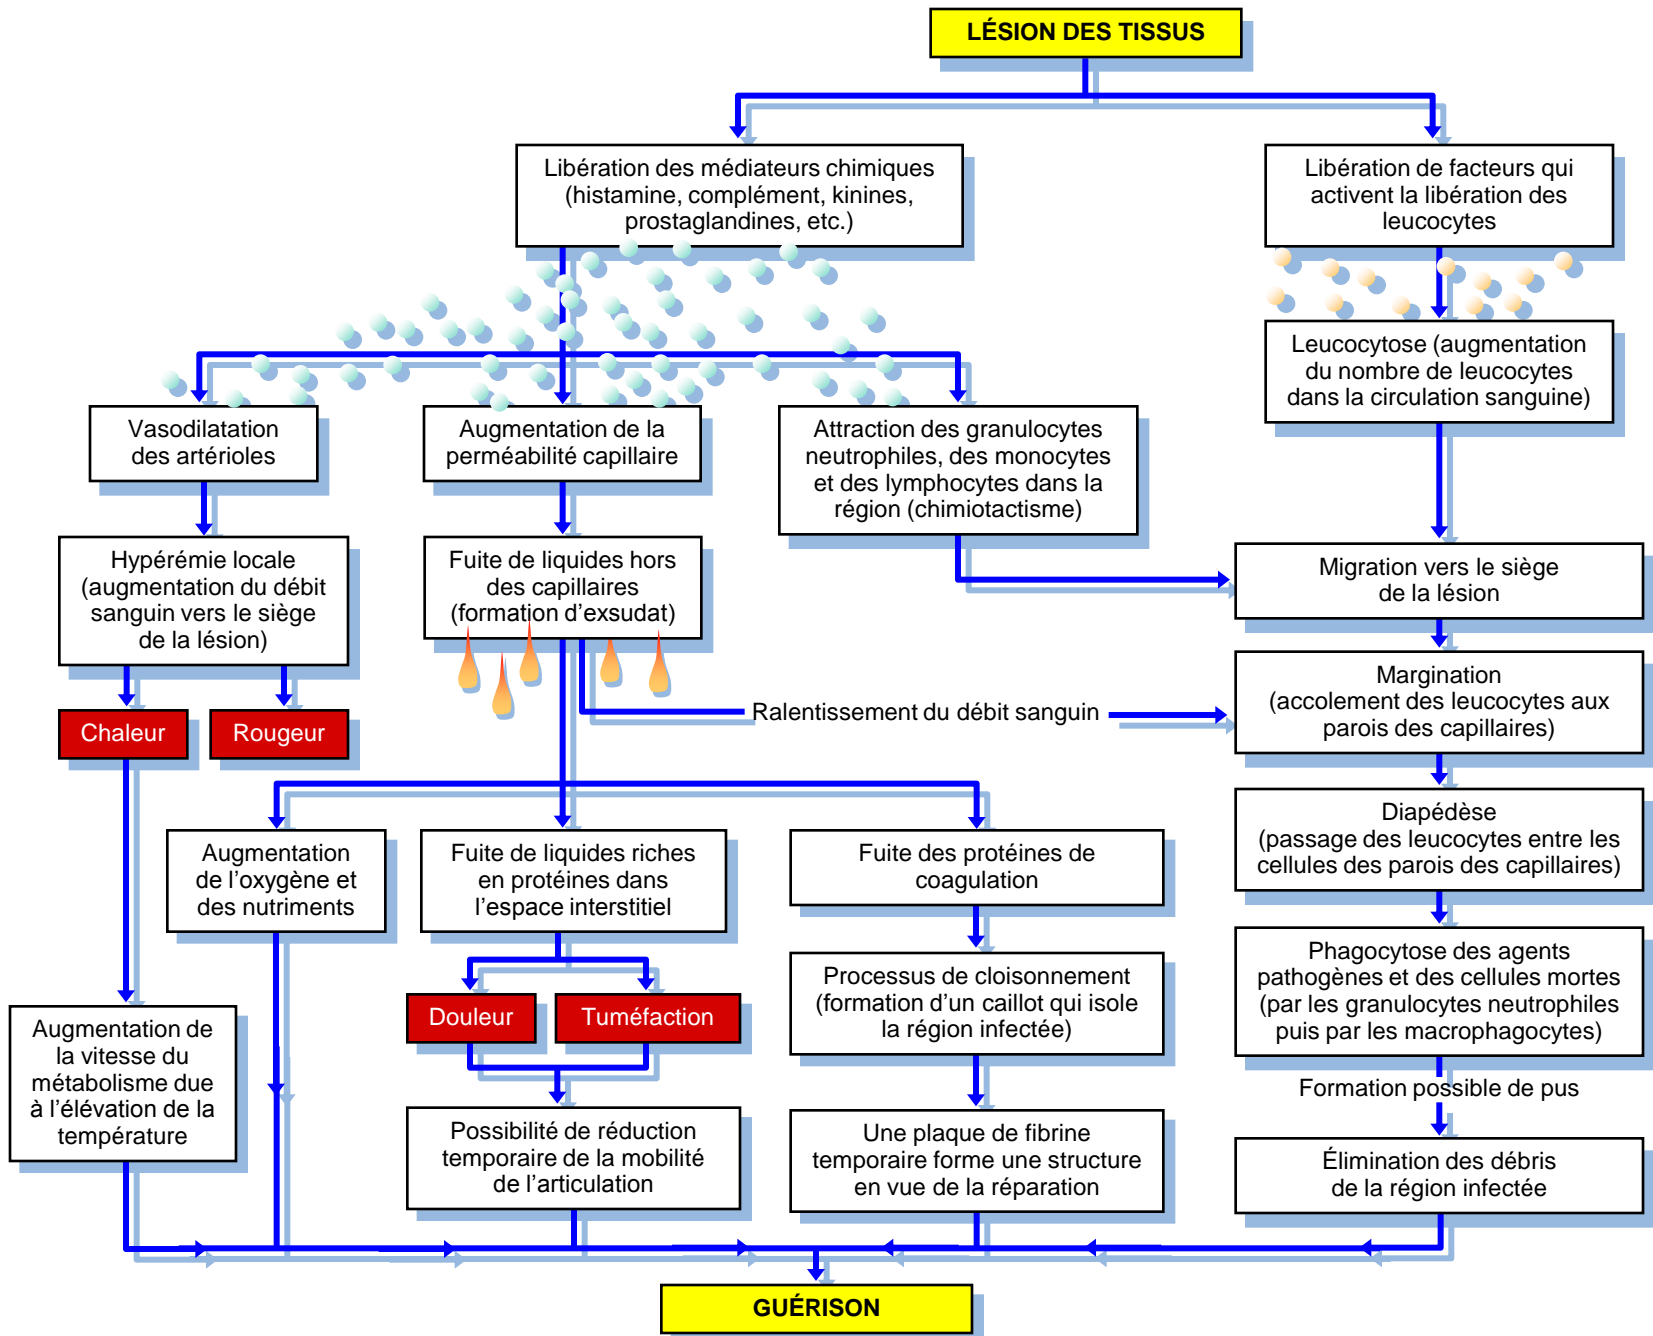 LÉSION DES TISSUS
Libération des médiateurs chimiques
(histamine, complément, kinines,
prostaglandines, etc.)
Libération de facteurs qui
activent la libération des
leucocytes
Leucocytose (augmentation
du nombre de leucocytes
dans la circulation sanguine)
Vasodilatation
des artérioles
Augmentation de la
perméabilité capillaire
Attraction des granulocytes
neutrophiles, des monocytes
et des lymphocytes dans la
région (chimiotactisme)
Hypérémie locale
(augmentation du débit
sanguin vers le siège
de la lésion)
Fuite de liquides hors
des capillaires
(formation d’exsudat)
Migration vers le siège
de la lésion
Chaleur
Rougeur
Ralentissement du débit sanguin
Margination
(accolement des leucocytes aux
parois des capillaires)
Augmentation
de l’oxygène et
des nutriments
Fuite de liquides riches
en protéines dans
l’espace interstitiel
Fuite des protéines de
coagulation
Diapédèse
(passage des leucocytes entre les
cellules des parois des capillaires)
Douleur
Tuméfaction
Processus de cloisonnement
(formation d’un caillot qui isole
la région infectée)
Phagocytose des agents
pathogènes et des cellules mortes
(par les granulocytes neutrophiles
puis par les macrophagocytes)
Augmentation de
la vitesse du
métabolisme due
à l’élévation de la
température
Formation possible de pus
Possibilité de réduction
temporaire de la mobilité
de l’articulation
Une plaque de fibrine
temporaire forme une structure
en vue de la réparation
Élimination des débris
de la région infectée
GUÉRISON